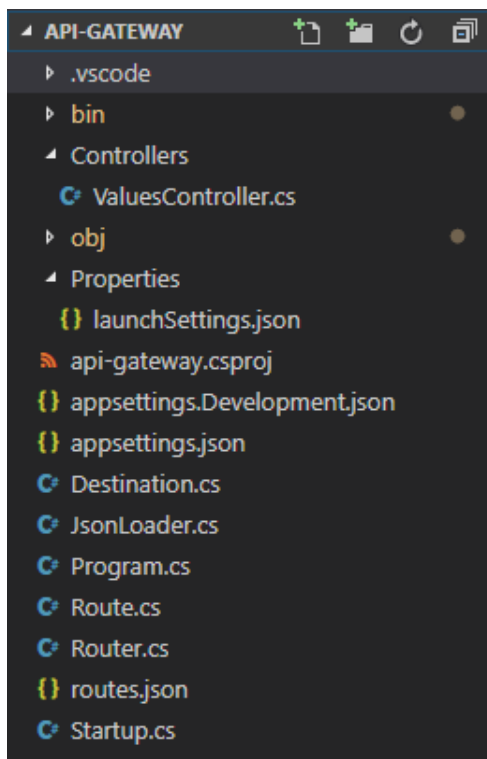 API-GATEWAY
.vscode
bin
Controllers
C# ValuesController.cs
obj
Properties
{} launchSettings.json
api-gateway.csproj
{} appsettings.Development.json
{} appsettings.json
C# Destination.cs
C# JsonLoader.cs
C# Program.cs
C# Route.cs
C# Router.cs
{} routes.json
C# Startup.cs